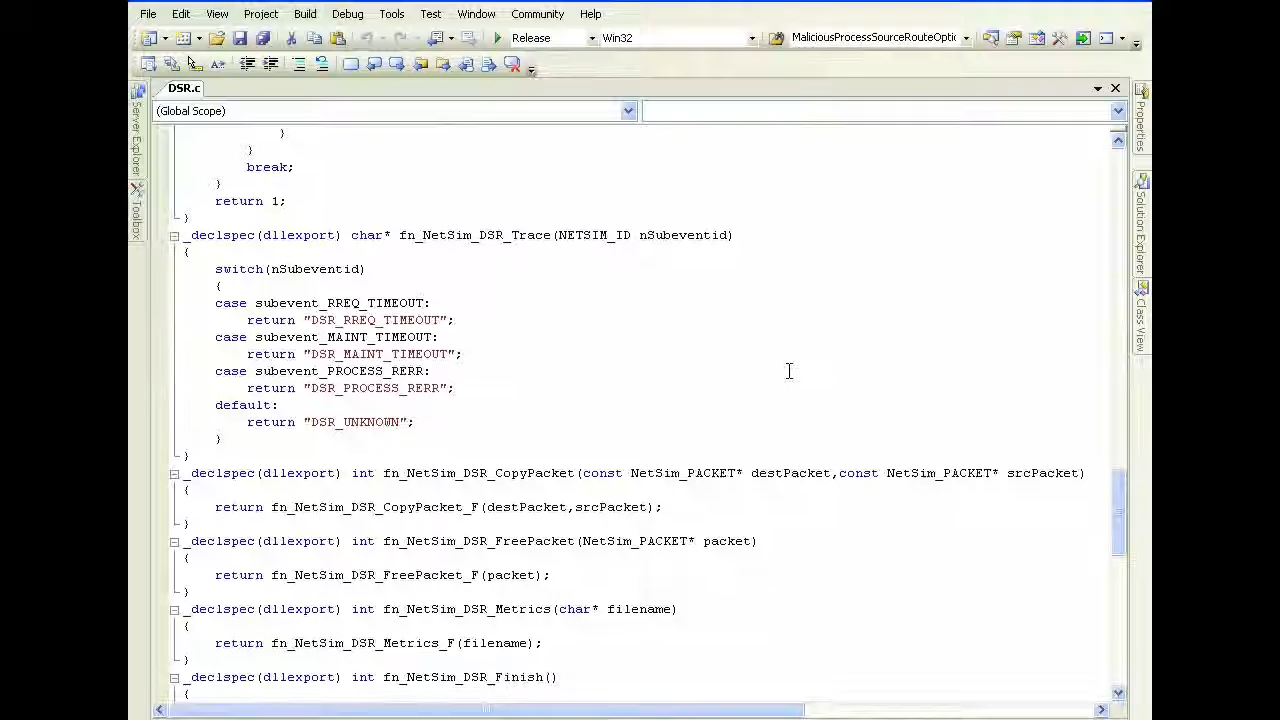 File Edit View Project Build Debug Tools Test Window Community Help
Release Win32 MaliciousProcessSourceRouteOptic
DSR.c
(Global Scope)
}
}
break;
}
return 1;
}
_declspec(dllexport) char* fn_NetSim_DSR_Trace(NETSIM_ID nSubeventid)
{
switch(nSubeventid)
{
case subevent_RREQ_TIMEOUT:
return "DSR_RREQ_TIMEOUT";
case subevent_MAINT_TIMEOUT:
return "DSR_MAINT_TIMEOUT";
case subevent_PROCESS_RERR:
return "DSR_PROCESS_RERR";
default:
return "DSR_UNKNOWN";
}
}
_declspec(dllexport) int fn_NetSim_DSR_CopyPacket(const NetSim_PACKET* destPacket,const NetSim_PACKET* srcPacket)
{
return fn_NetSim_DSR_CopyPacket_F(destPacket,srcPacket);
}
_declspec(dllexport) int fn_NetSim_DSR_FreePacket(NetSim_PACKET* packet)
{
return fn_NetSim_DSR_FreePacket_F(packet);
}
_declspec(dllexport) int fn_NetSim_DSR_Metrics(char* filename)
{
return fn_NetSim_DSR_Metrics_F(filename);
}
_declspec(dllexport) int fn_NetSim_DSR_Finish()
{
Server Explorer
Toolbox
Properties
Solution Explorer
Class View